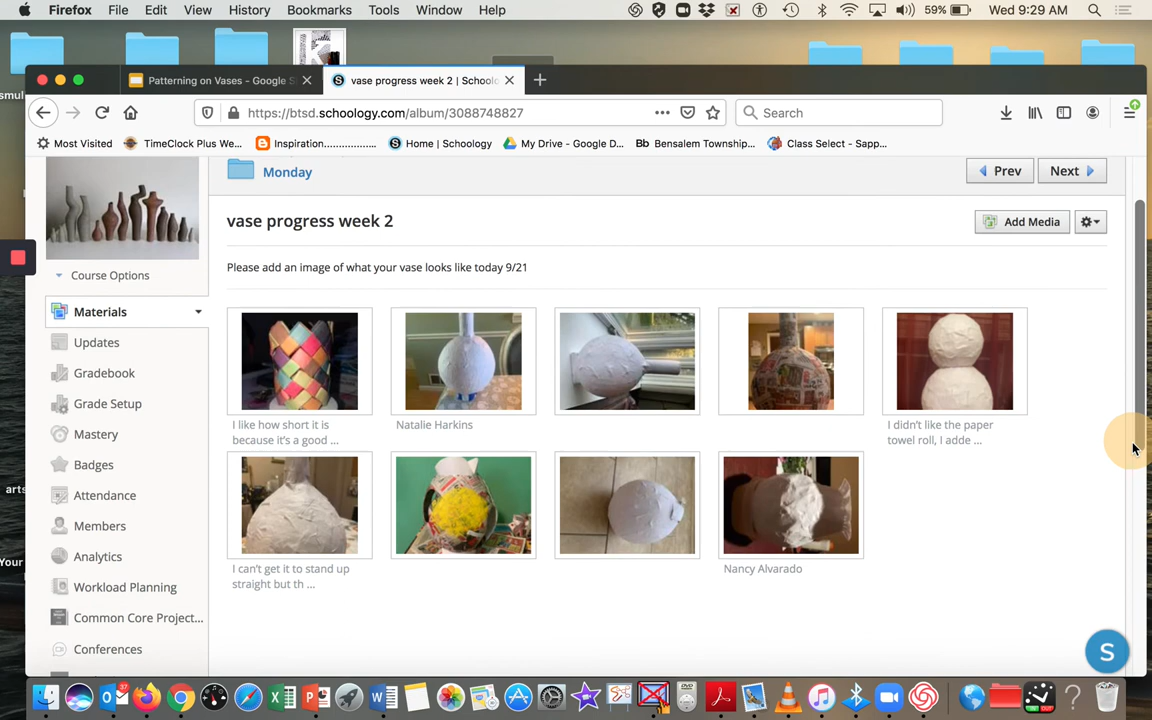 Firefox File Edit View History Bookmarks Tools Window Help 59% Wed 9:29 AM
smul
Patterning on Vases - Google S
vase progress week 2 | Schoolo
https://btsd.schoology.com/album/3088748827
Search
Most Visited TimeClock Plus We... Inspiration.................. Home | Schoology My Drive - Google D... Bb Bensalem Township... Class Select - Sapp...
Monday
Prev Next
vase progress week 2
Add Media
Please add an image of what your vase looks like today 9/21
Course Options
Materials
Updates
Gradebook
Grade Setup
Mastery
Badges
arts
Attendance
Members
Your
Analytics
Workload Planning
Common Core Project...
Conferences
I like how short it is
because it's a good ...
Natalie Harkins
I didn't like the paper
towel roll, I adde ...
I can't get it to stand up
straight but th ...
Nancy Alvarado
S
37